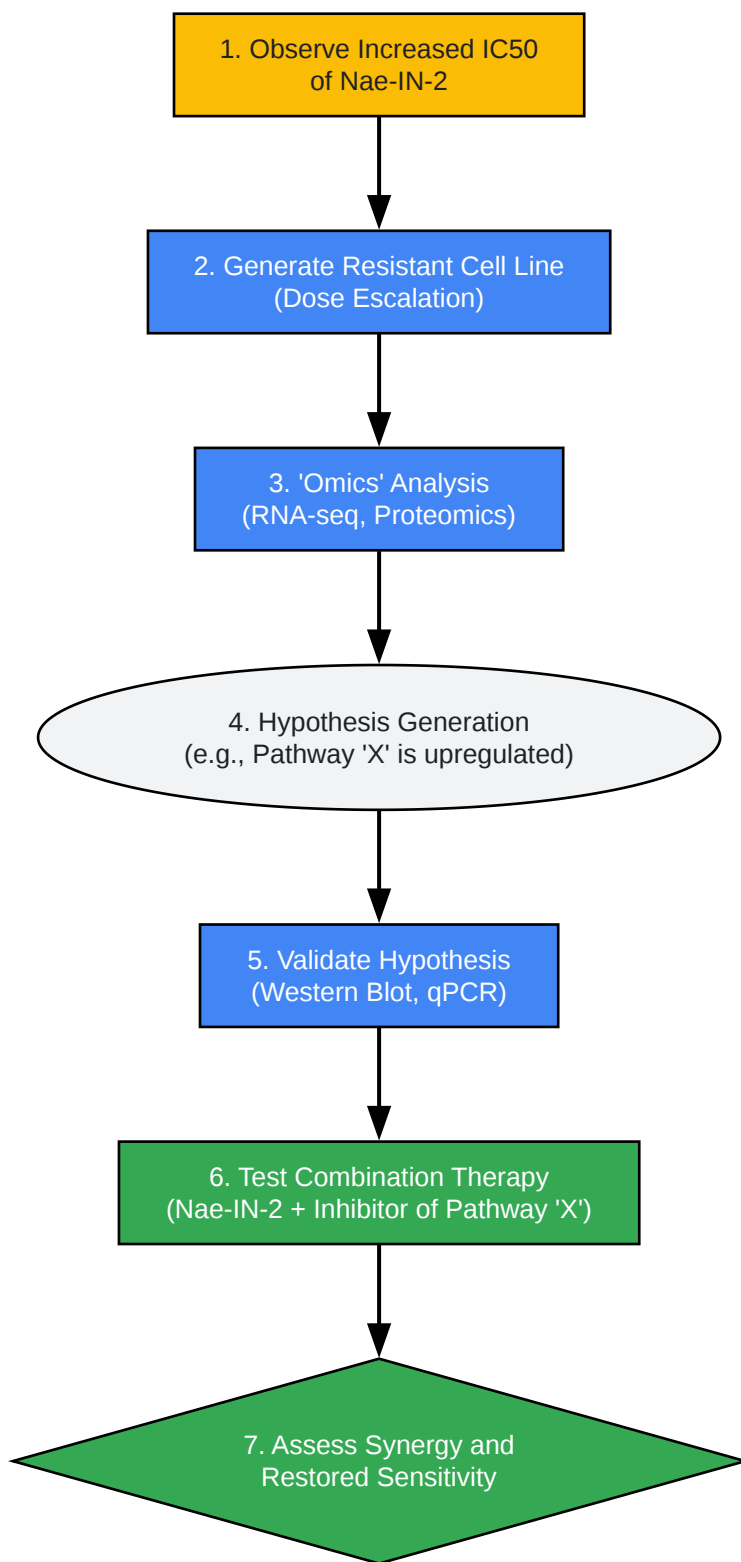 1. Observe Increased IC50
of Nae-IN-2
2. Generate Resistant Cell Line
(Dose Escalation)
3. 'Omics' Analysis
(RNA-seq, Proteomics)
4. Hypothesis Generation
(e.g., Pathway 'X' is upregulated)
5. Validate Hypothesis
(Western Blot, qPCR)
6. Test Combination Therapy
(Nae-IN-2 + Inhibitor of Pathway 'X')
7. Assess Synergy and
Restored Sensitivity